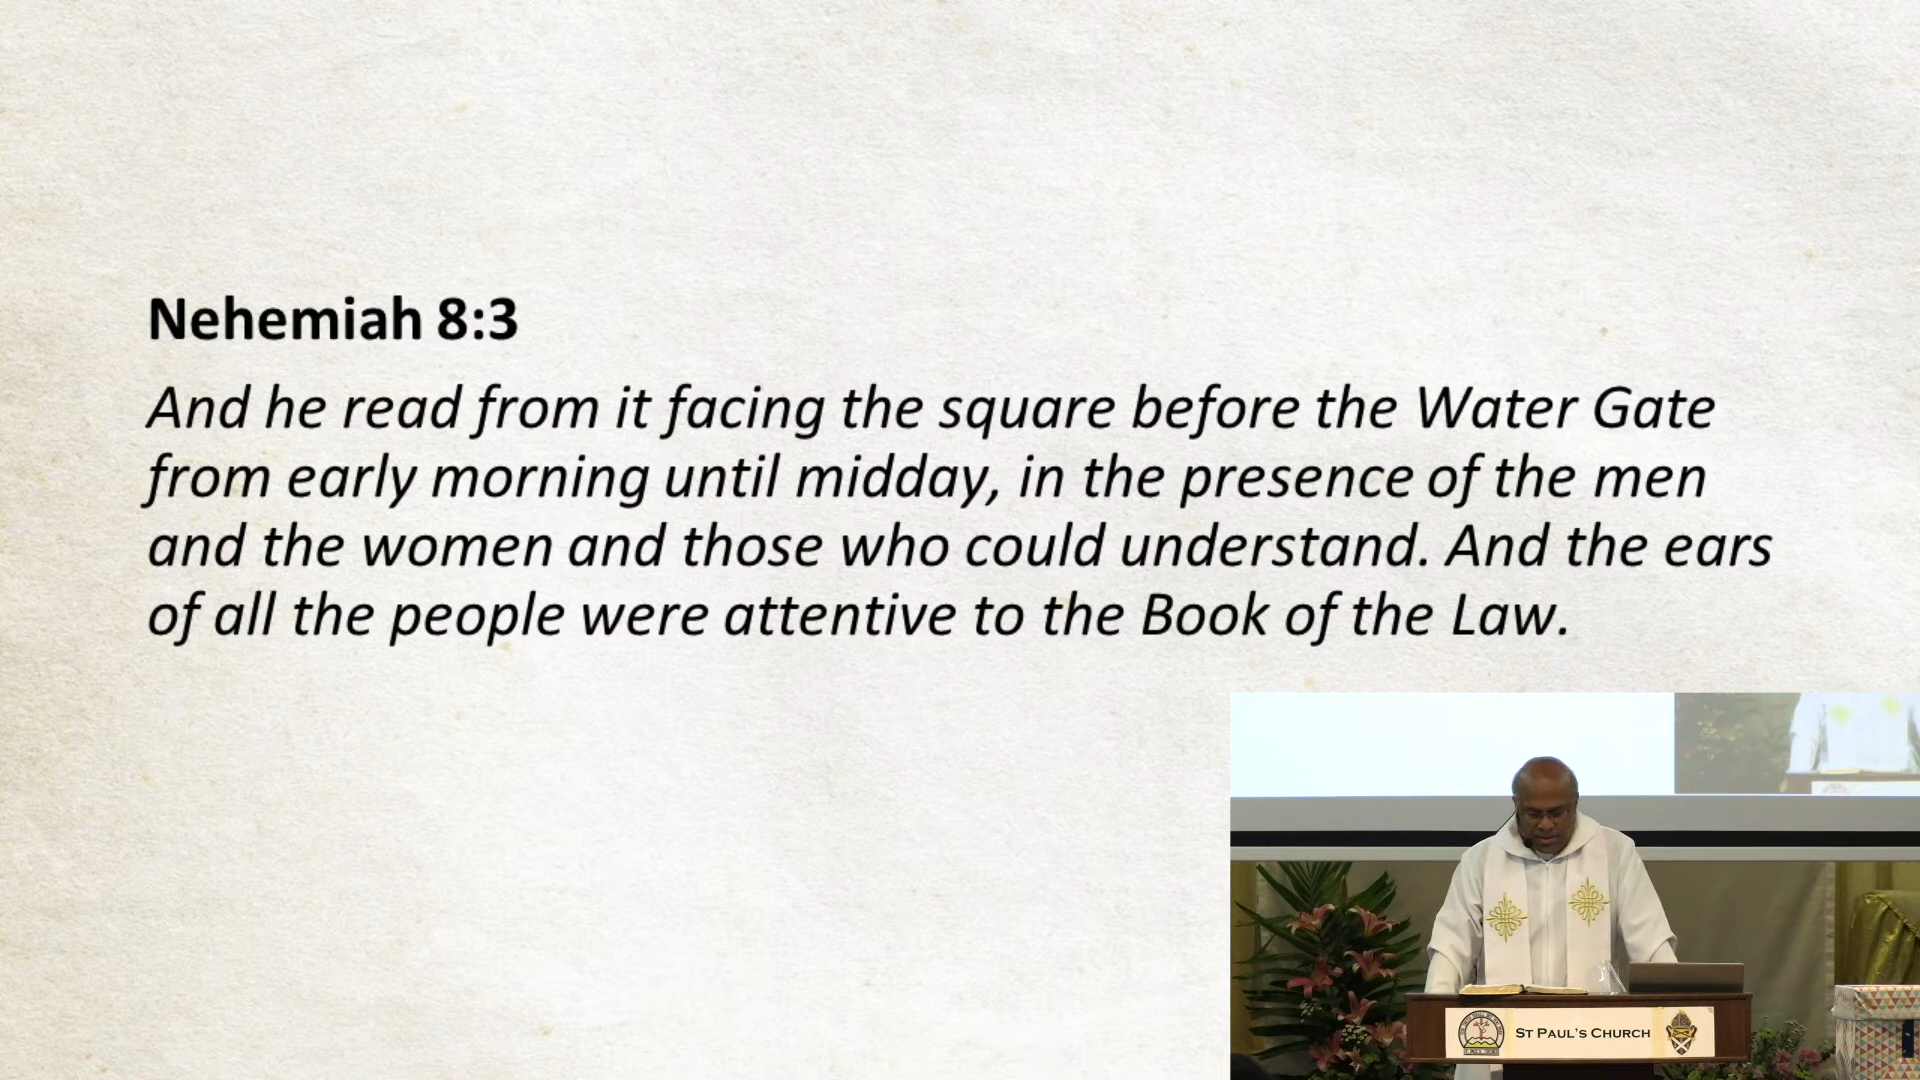 Nehemiah 8:3
And he read from it facing the square before the Water Gate
from early morning until midday, in the presence of the men
and the women and those who could understand. And the ears
of all the people were attentive to the Book of the Law.
St Paul's Church